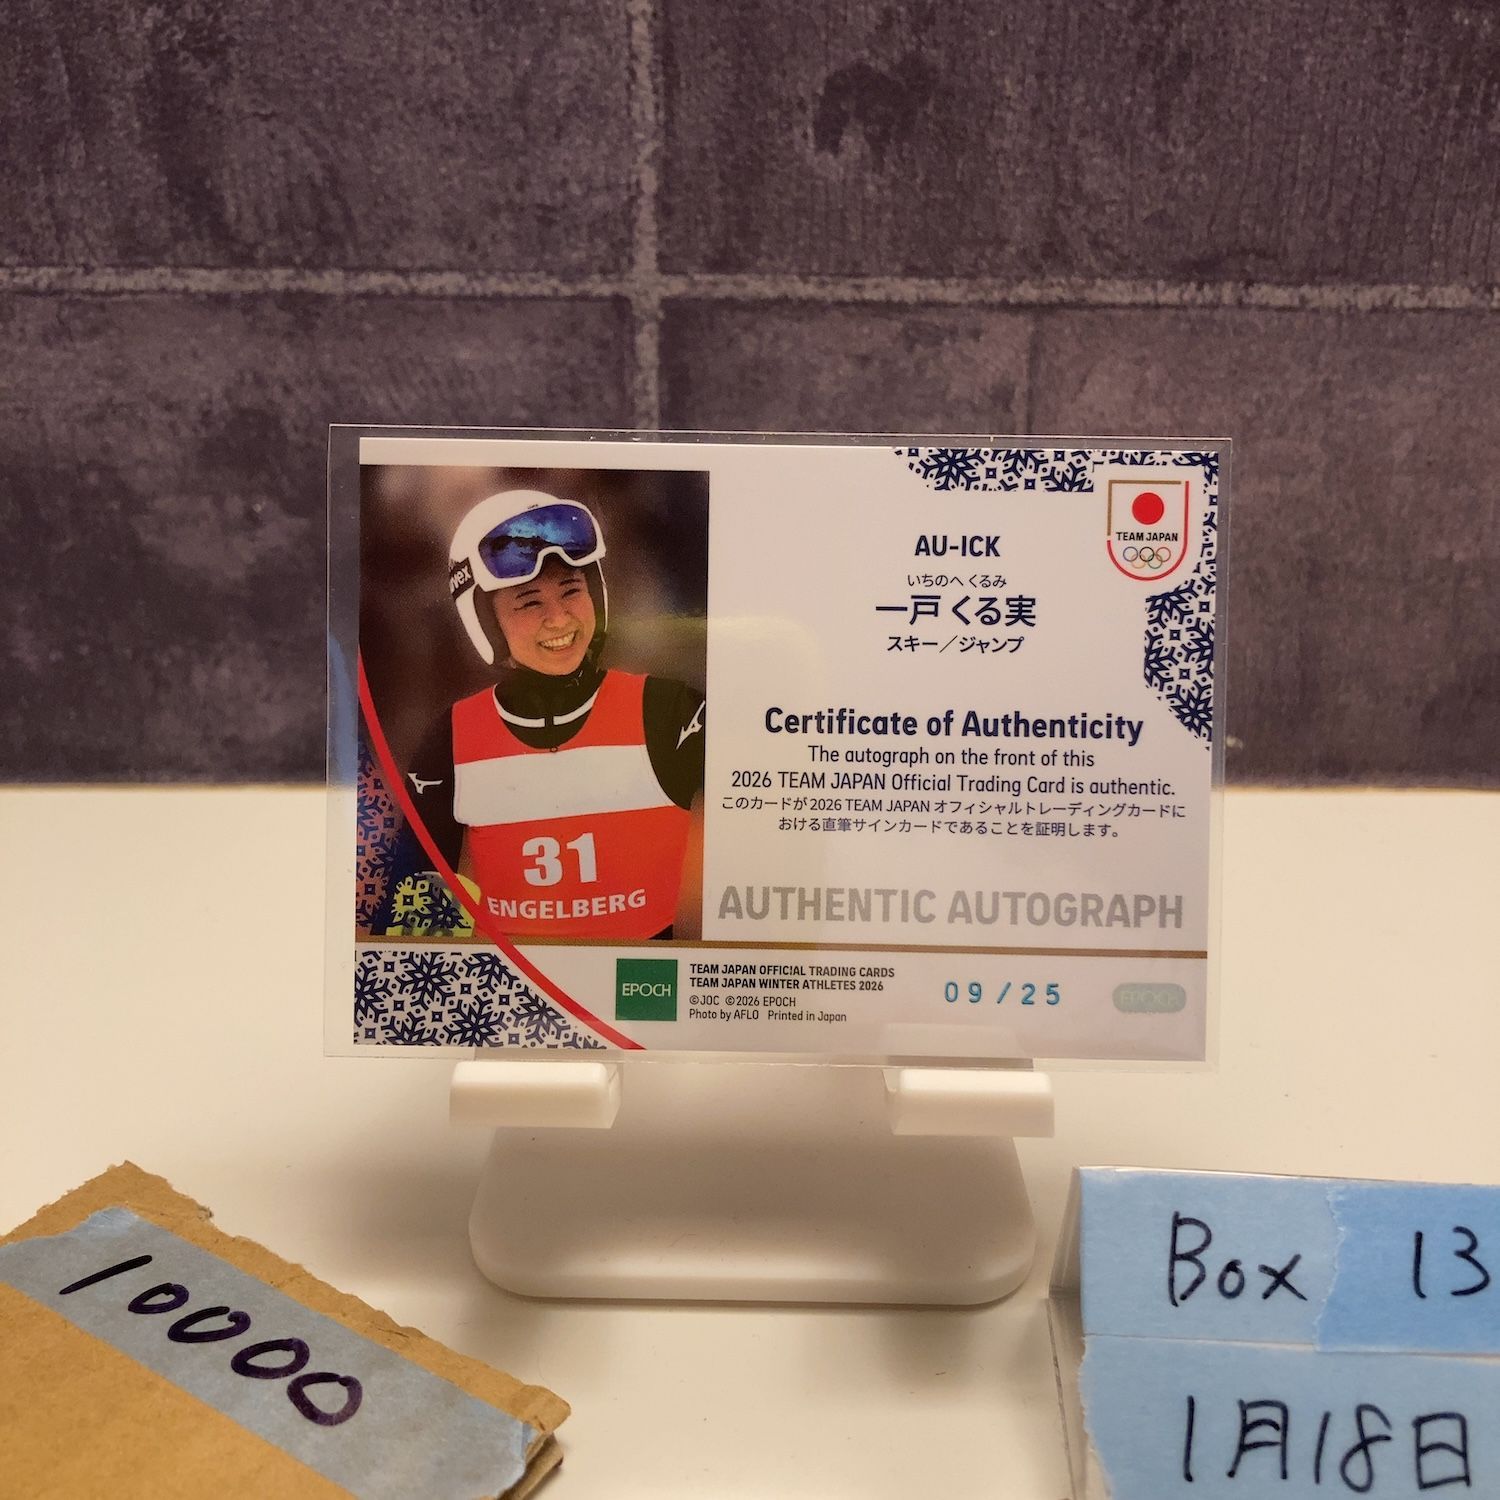 uvex
31
ENGELBERG
TEAM JAPAN
AU-ICK
いちのへ くるみ
一戸 くる実
スキー／ジャンプ
Certificate of Authenticity
The autograph on the front of this
2026 TEAM JAPAN Official Trading Card is authentic.
このカードが2026 TEAM JAPAN オフィシャルトレーディングカードに
おける直筆サインカードであることを証明します。
AUTHENTIC AUTOGRAPH
EPOCH
TEAM JAPAN OFFICIAL TRADING CARDS
TEAM JAPAN WINTER ATHLETES 2026
©JOC ©2026 EPOCH
Photo by AFLO Printed in Japan
09/25
EPOCH
10000
Box 13
1月18日